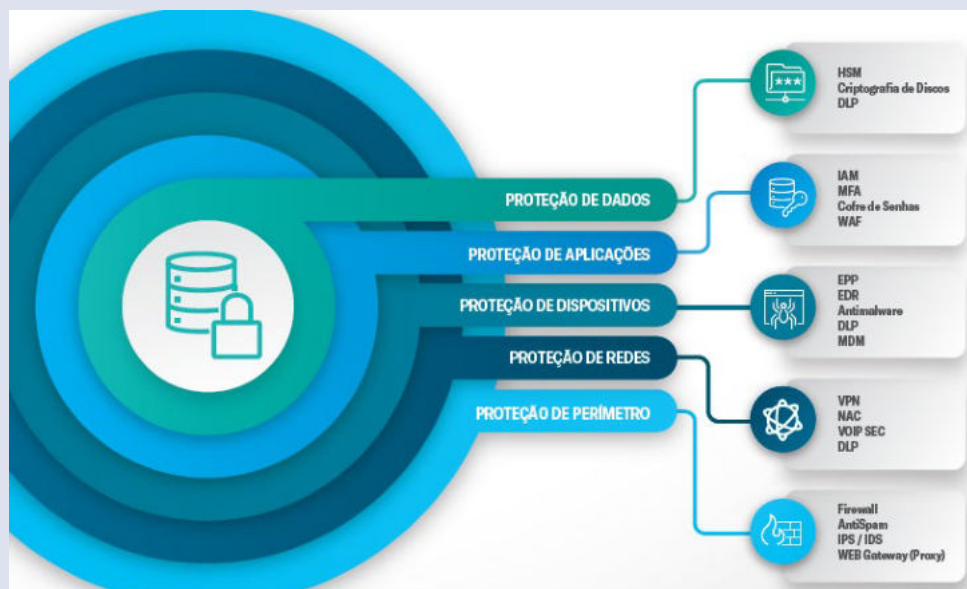 PROTEÇÃO DE DADOS
PROTEÇÃO DE APLICAÇÕES
PROTEÇÃO DE DISPOSITIVOS
PROTEÇÃO DE REDES
PROTEÇÃO DE PERÍMETRO
***
HSM
Criptografia de Discos
DLP
IAM
MFA
Cofre de Senhas
WAF
EPP
EDR
Antimalware
DLP
MDM
VPN
NAC
VOIP SEC
DLP
Firewall
AntiSpam
IPS / IDS
WEB Gateway (Proxy)